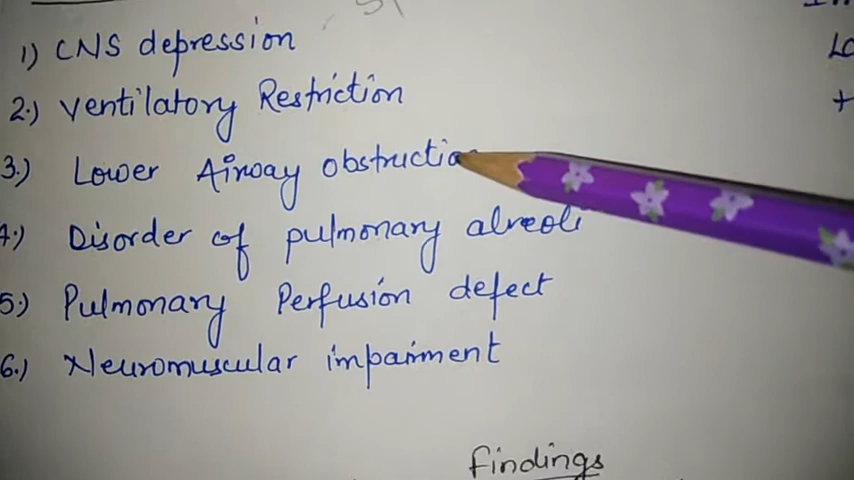 1) CNS depression
2.) Ventilatory Restriction
3.) Lower Airway obstruction
4.) Disorder of pulmonary alveoli
5.) Pulmonary Perfusion defect
6.) Neuromuscular impairment
Findings